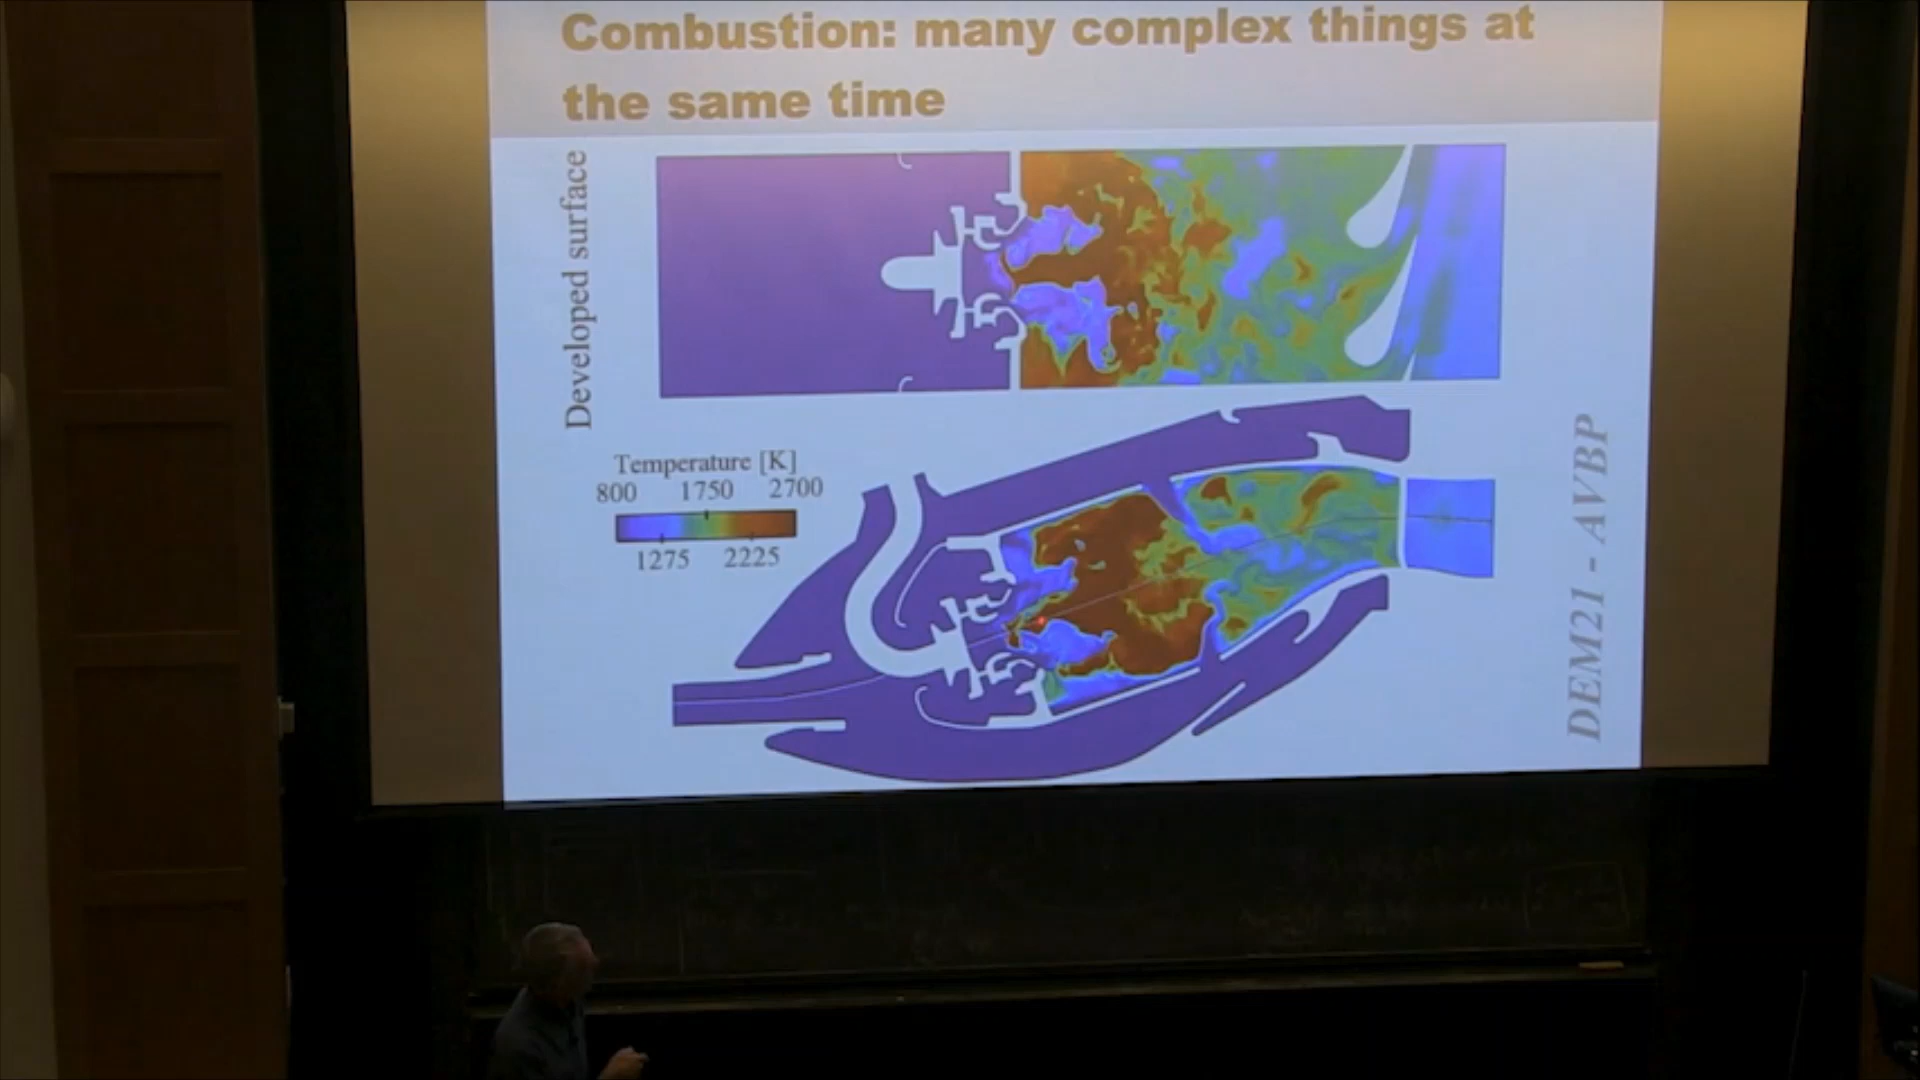 Combustion: many complex things at
the same time
Developed surface
Temperature [K]
800 1750 2700
1275 2225
DEM21 - AVBP